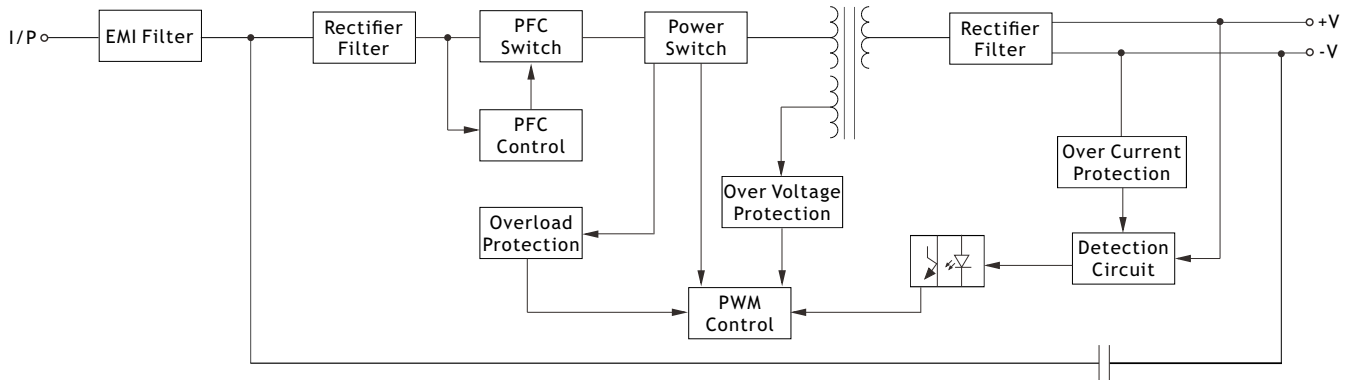 I/P
EMI Filter
Rectifier
Filter
PFC
Switch
Power
Switch
Rectifier
Filter
+V
-V
PFC
Control
Over Current
Protection
Over Voltage
Protection
Overload
Protection
Detection
Circuit
PWM
Control